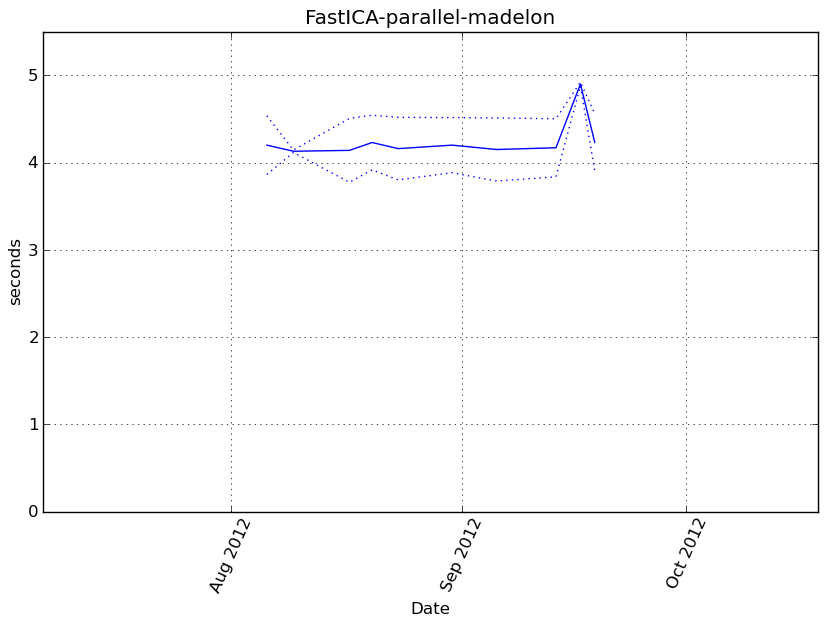 FastICA-parallel-madelon
5
4
3
2
1
0
seconds
Aug 2012
Sep 2012
Oct 2012
Date